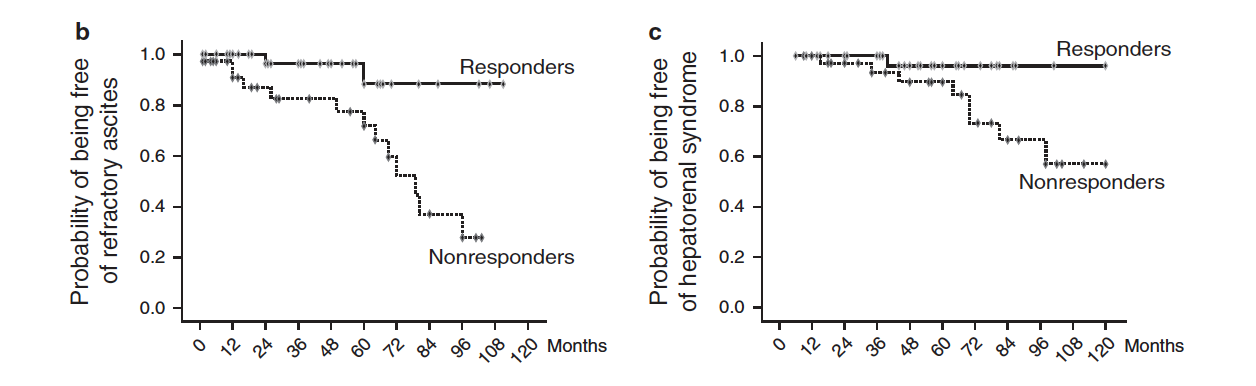 b
Probability of being free
of refractory ascites
1.0
0.8
0.6
0.4
0.2
0.0
Responders
Nonresponders
0 12 24 36 48 60 72 84 96 108 120 Months
c
Probability of being free
of hepatorenal syndrome
1.0
0.8
0.6
0.4
0.2
0.0
Responders
Nonresponders
0 12 24 36 48 60 72 84 96 108 120 Months